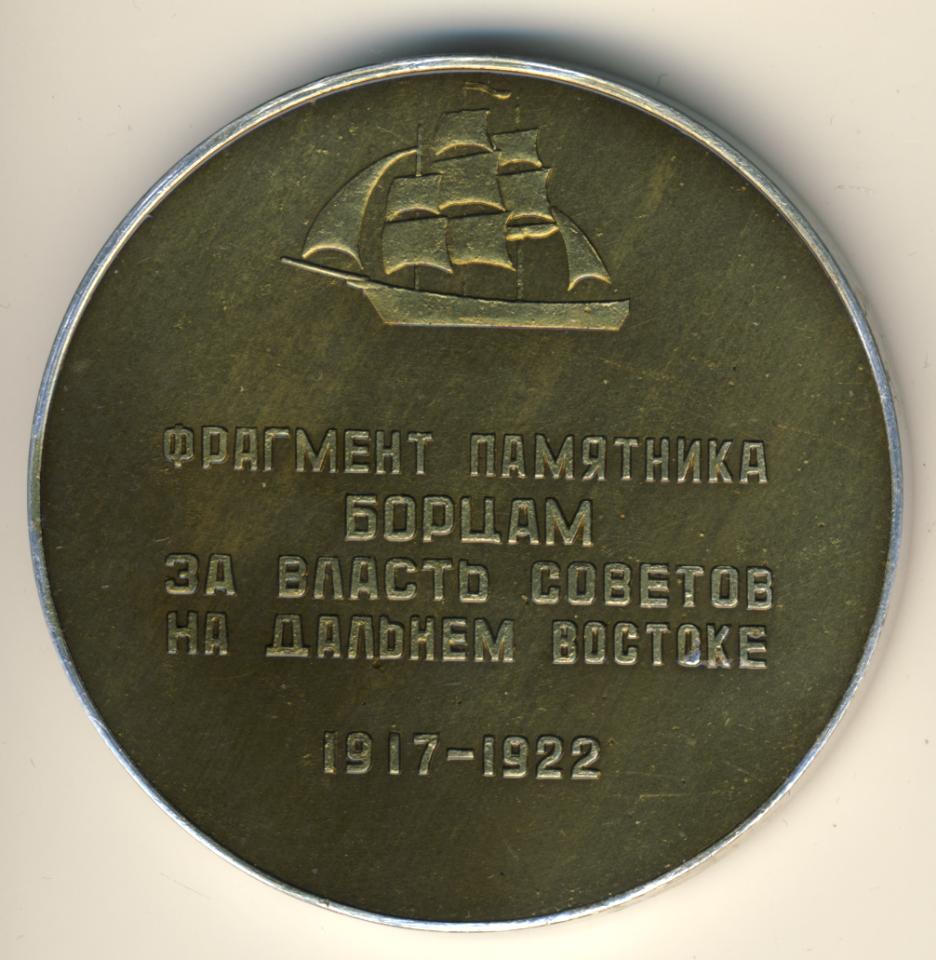 ФРАГМЕНТ ПАМЯТНИКА
БОРЦАМ
ЗА ВЛАСТЬ СОВЕТОВ
НА ДАЛЬНЕМ ВОСТОКЕ
1917-1922